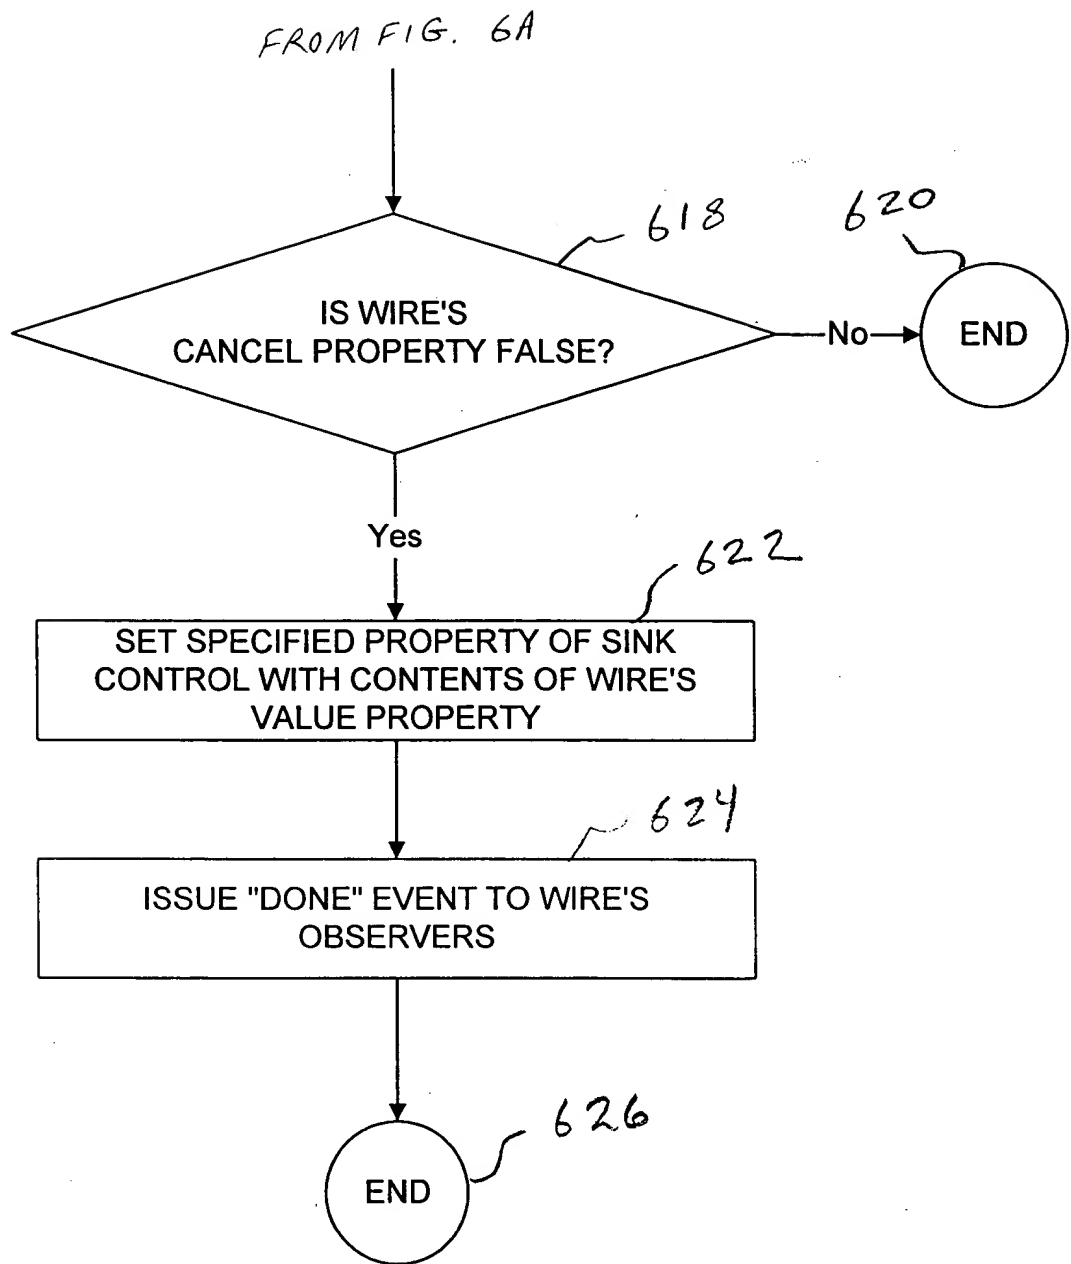 FROM FIG. 6A
618
620
IS WIRE'S
CANCEL PROPERTY FALSE?
No
END
Yes
622
SET SPECIFIED PROPERTY OF SINK
CONTROL WITH CONTENTS OF WIRE'S
VALUE PROPERTY
624
ISSUE "DONE" EVENT TO WIRE'S
OBSERVERS
626
END